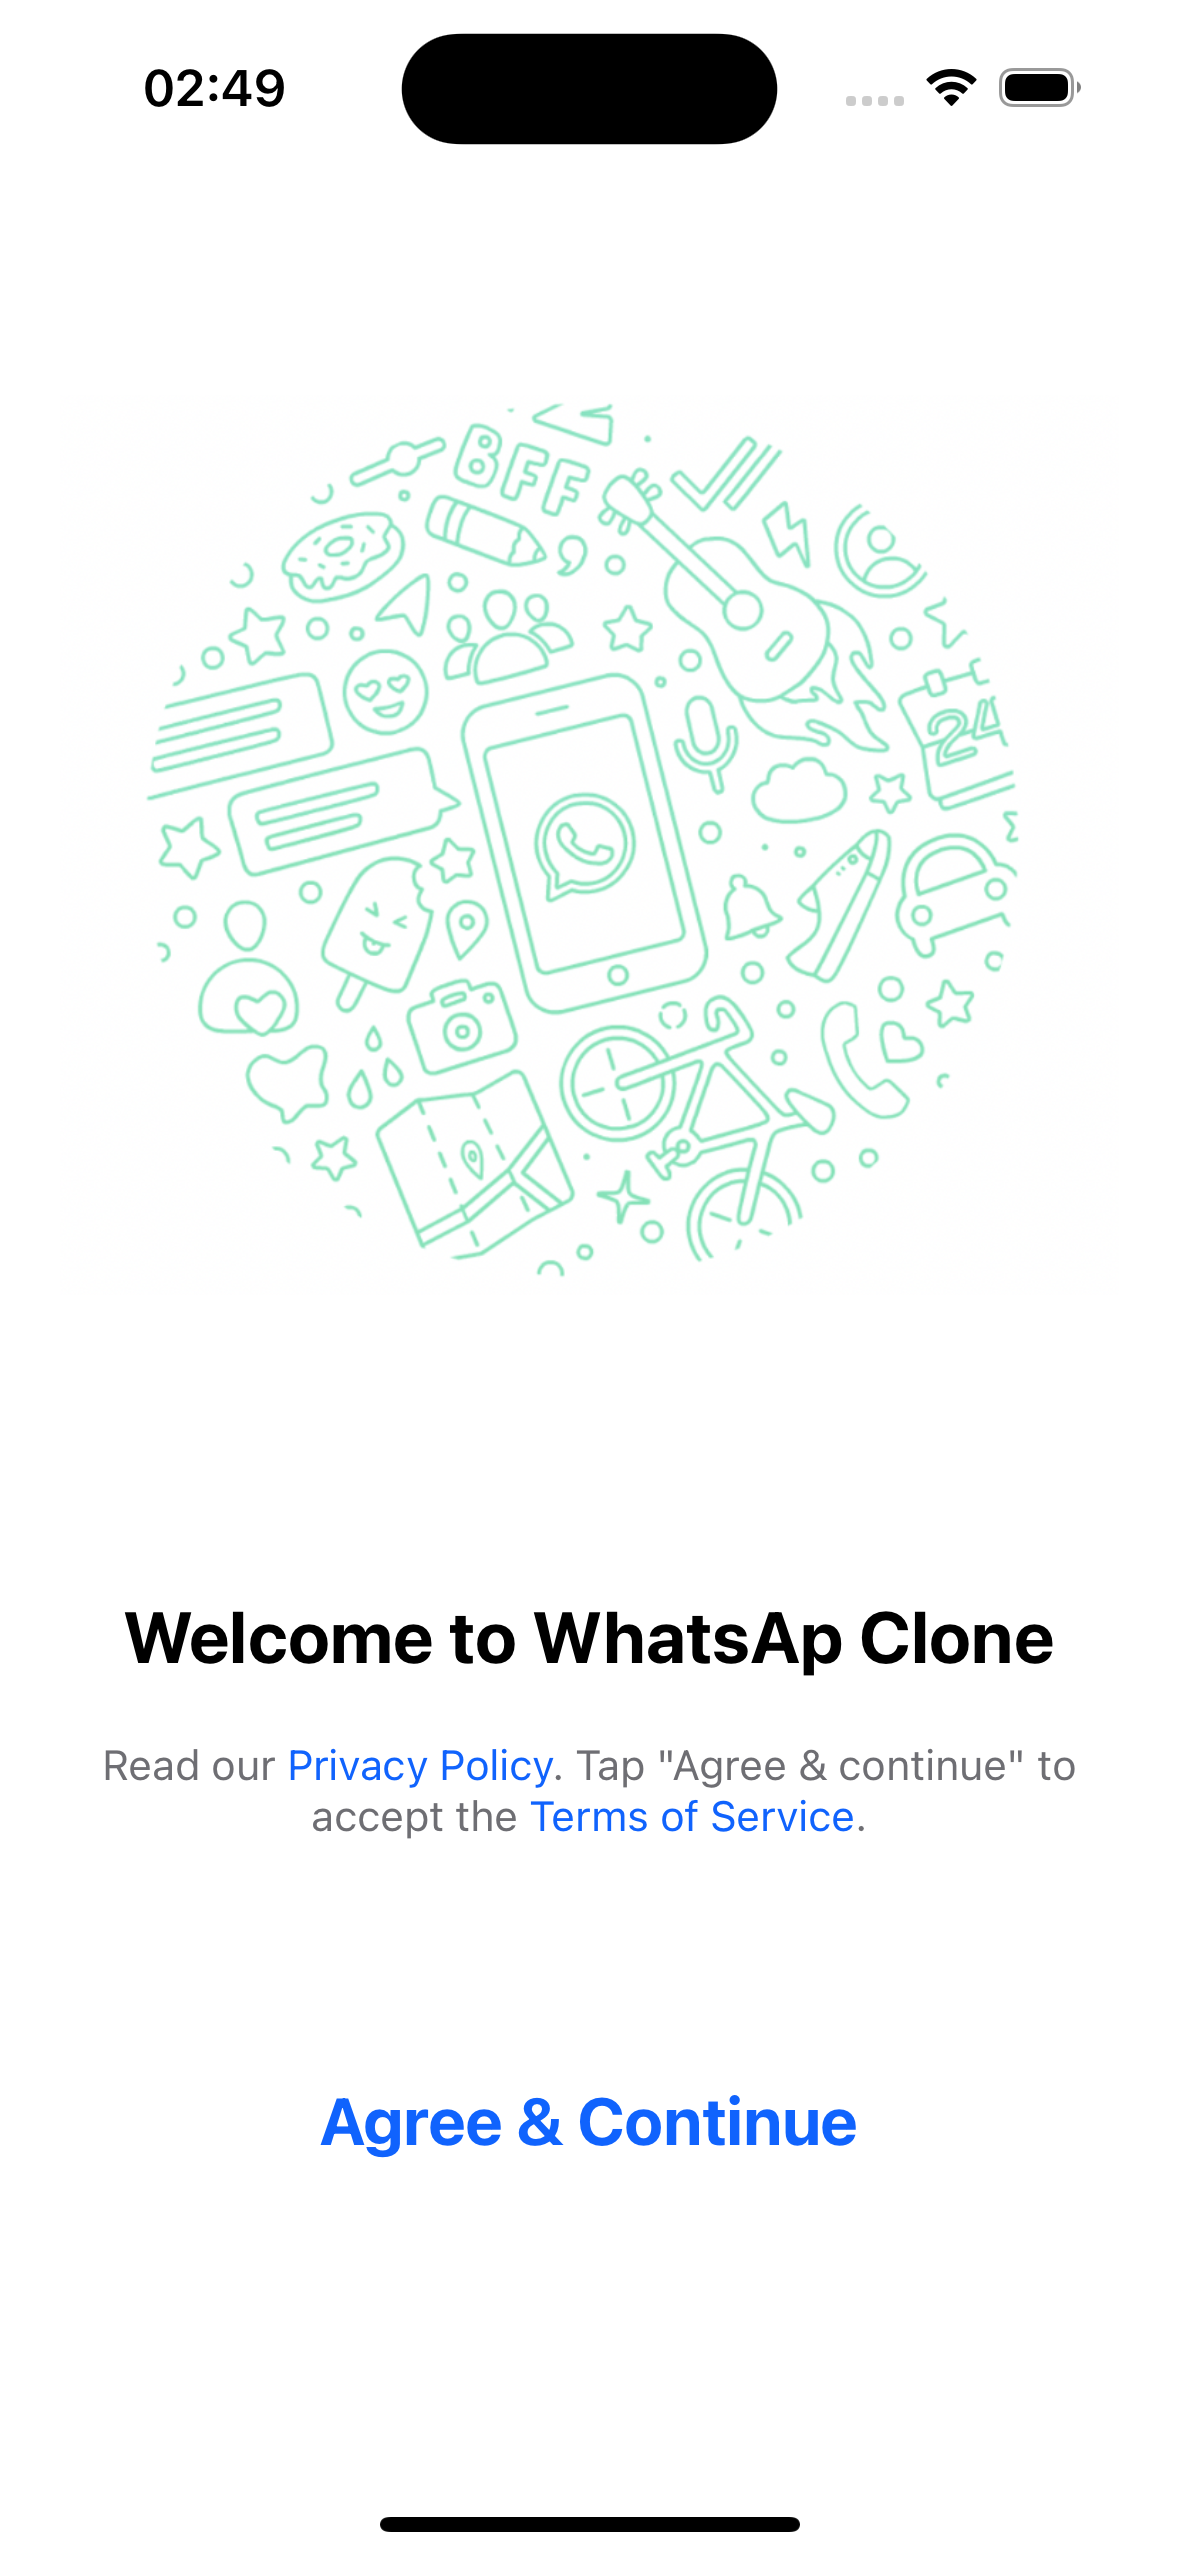 02:49
BFF
24
Welcome to WhatsAp Clone
Read our Privacy Policy. Tap "Agree & continue" to
accept the Terms of Service.
Agree & Continue